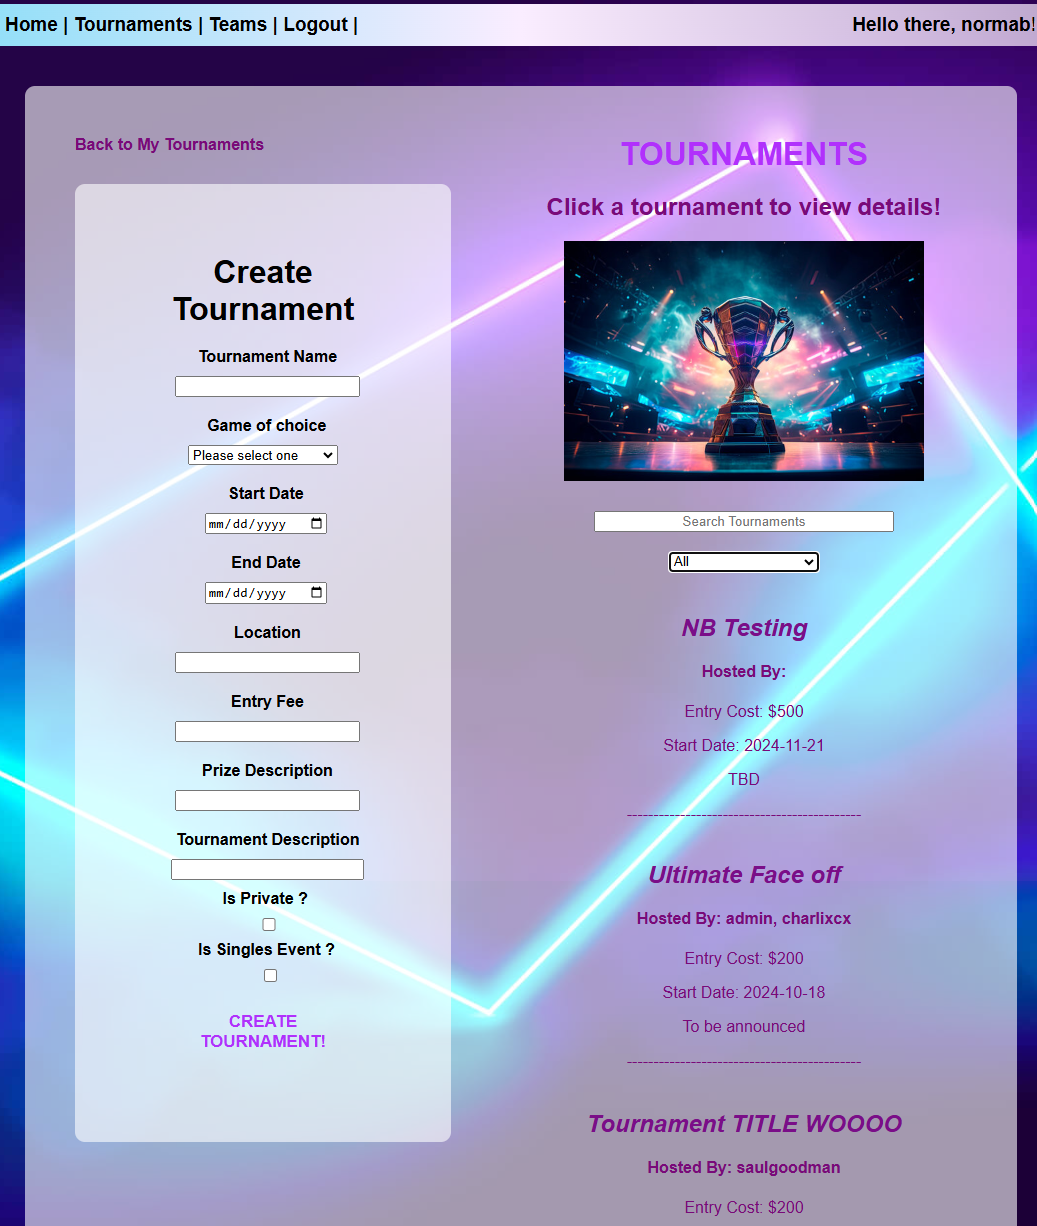 Home | Tournaments | Teams | Logout |
Hello there, normab!
Back to My Tournaments
Create
Tournament
Tournament Name
Game of choice
Please select one
Start Date
mm/dd/yyyy
End Date
mm/dd/yyyy
Location
Entry Fee
Prize Description
Tournament Description
Is Private ?
Is Singles Event ?
CREATE
TOURNAMENT!
TOURNAMENTS
Click a tournament to view details!
Search Tournaments
All
NB Testing
Hosted By:
Entry Cost: $500
Start Date: 2024-11-21
TBD
--------------------------------------------
Ultimate Face off
Hosted By: admin, charlixcx
Entry Cost: $200
Start Date: 2024-10-18
To be announced
--------------------------------------------
Tournament TITLE WOOOO
Hosted By: saulgoodman
Entry Cost: $200